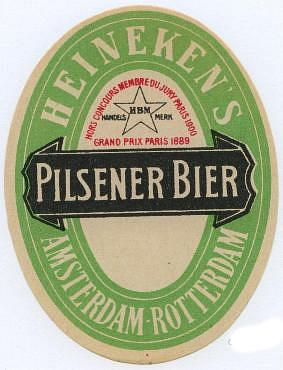 HEINEKEN'S
HORS CONCOURS MEMBRE DU JURY PARIS 1900
HBM
HANDELS MERK
GRAND PRIX PARIS 1889
PILSENER BIER
AMSTERDAM-ROTTERDAM